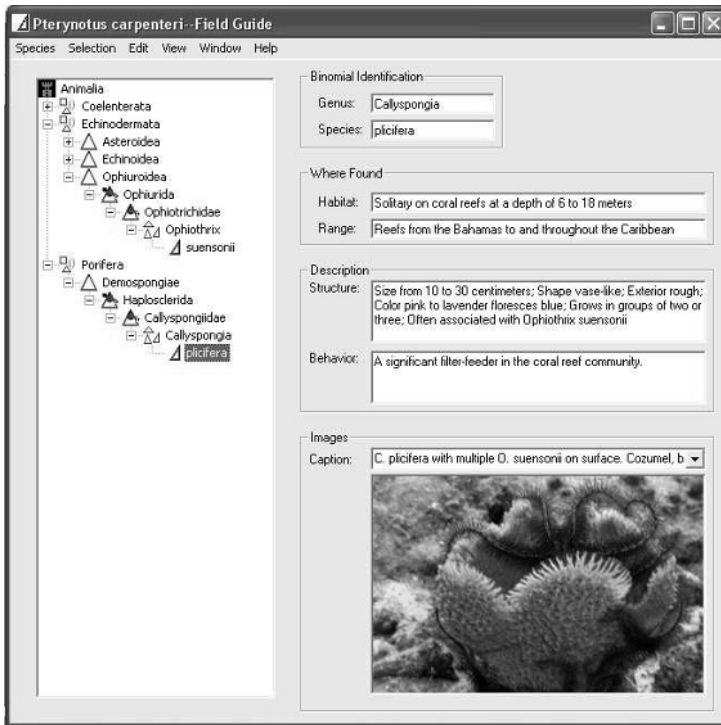 Pterynotus carpenteri--Field Guide
Species Selection Edit View Window Help
Animalia
Coelenterata
Echinodermata
Asteroidea
Echinoidea
Ophiuroidea
Ophiurida
Ophiotrichidae
Ophiothrix
suensonii
Porifera
Demospongiae
Haplosclerida
Callyspongiidae
Callyspongia
plicifera
Binomial Identification
Genus: Callyspongia
Species: plicifera
Where Found
Habitat: Solitary on coral reefs at a depth of 6 to 18 meters
Range: Reefs from the Bahamas to and throughout the Caribbean
Description
Structure: Size from 10 to 30 centimeters; Shape vase-like; Exterior rough;
Color pink to lavender floresces blue; Grows in groups of two or
three; Often associated with Ophiothrix suensonii
Behavior: A significant filter-feeder in the coral reef community.
Images
Caption: C. plicifera with multiple O. suensonii on surface. Cozumel, b